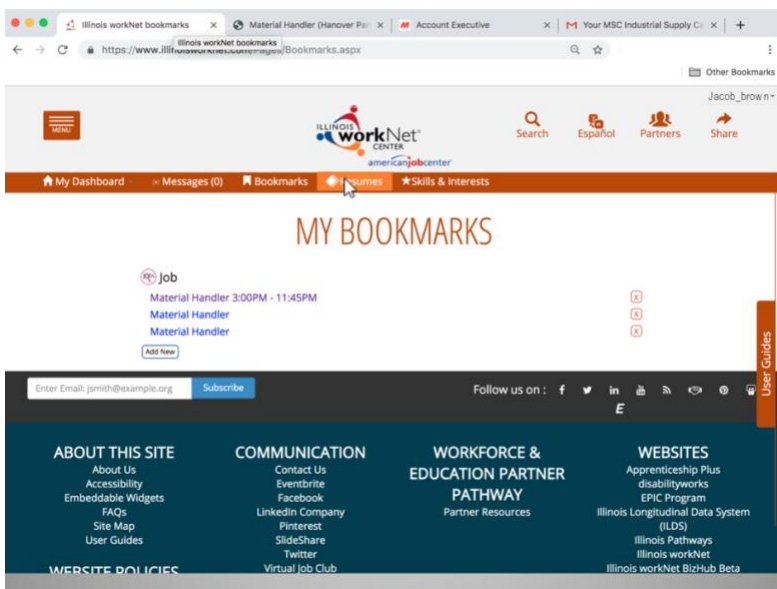 Illinois workNet bookmarks
Material Handler (Hanover Par
Account Executive
Your MSC Industrial Supply C
Illinois workNet bookmarks
/Bookmarks.aspx
Other Bookmarks
Jacob_brown
MENU
ILLINOIS
workNet
CENTER
americanjobcenter
Search
Español
Partners
Share
My Dashboard
Messages (0)
Bookmarks
Resumes
Skills & Interests
MY BOOKMARKS
Job
Material Handler 3:00PM - 11:45PM
x
Material Handler
x
Material Handler
x
Add New
User Guides
Enter Email: jsmith@example.org
Subscribe
Follow us on :
ABOUT THIS SITE
About Us
Accessibility
Embeddable Widgets
FAQs
Site Map
User Guides
WEBSITE POLICIES
COMMUNICATION
Contact Us
Eventbrite
Facebook
LinkedIn Company
Pinterest
SlideShare
Twitter
Virtual Job Club
WORKFORCE &
EDUCATION PARTNER
PATHWAY
Partner Resources
WEBSITES
Apprenticeship Plus
disabilityworks
EPIC Program
Illinois Longitudinal Data System
(ILDS)
Illinois Pathways
Illinois workNet
Illinois workNet BizHub Beta